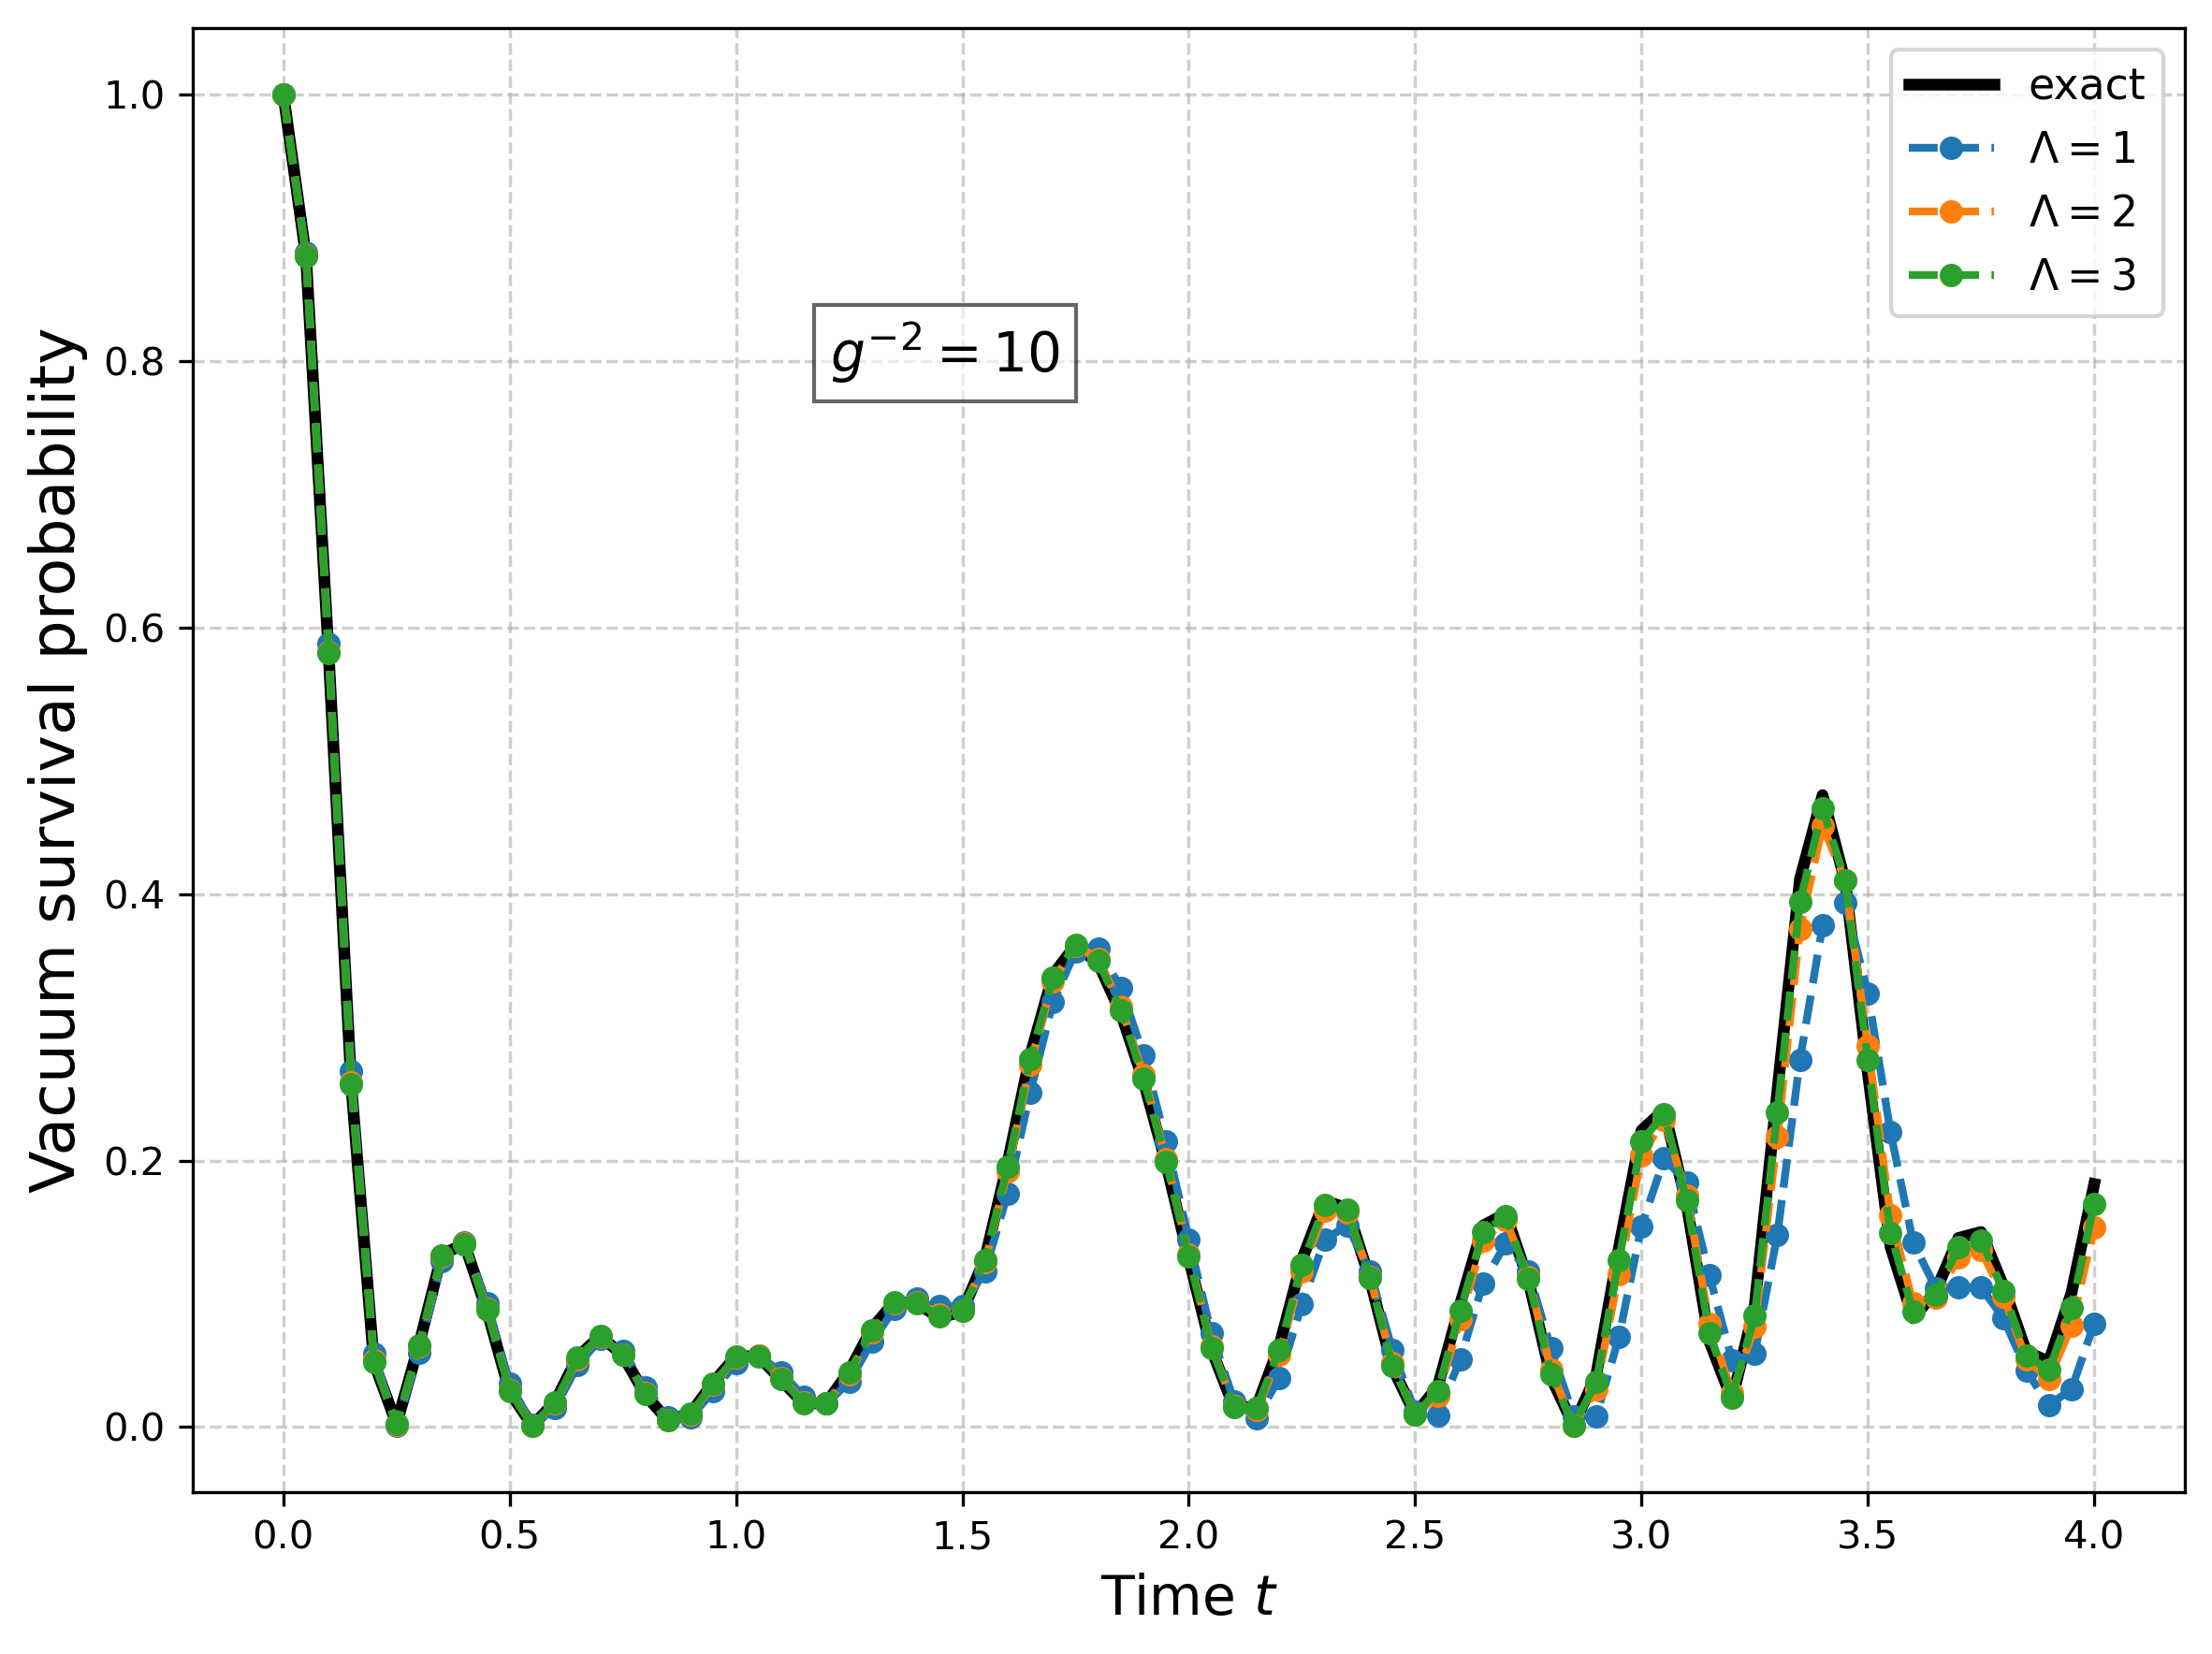 1.0
0.8
0.6
0.4
0.2
0.0
Vacuum survival probability
g⁻² = 10
exact
Λ = 1
Λ = 2
Λ = 3
0.0 0.5 1.0 1.5 2.0 2.5 3.0 3.5 4.0
Time t